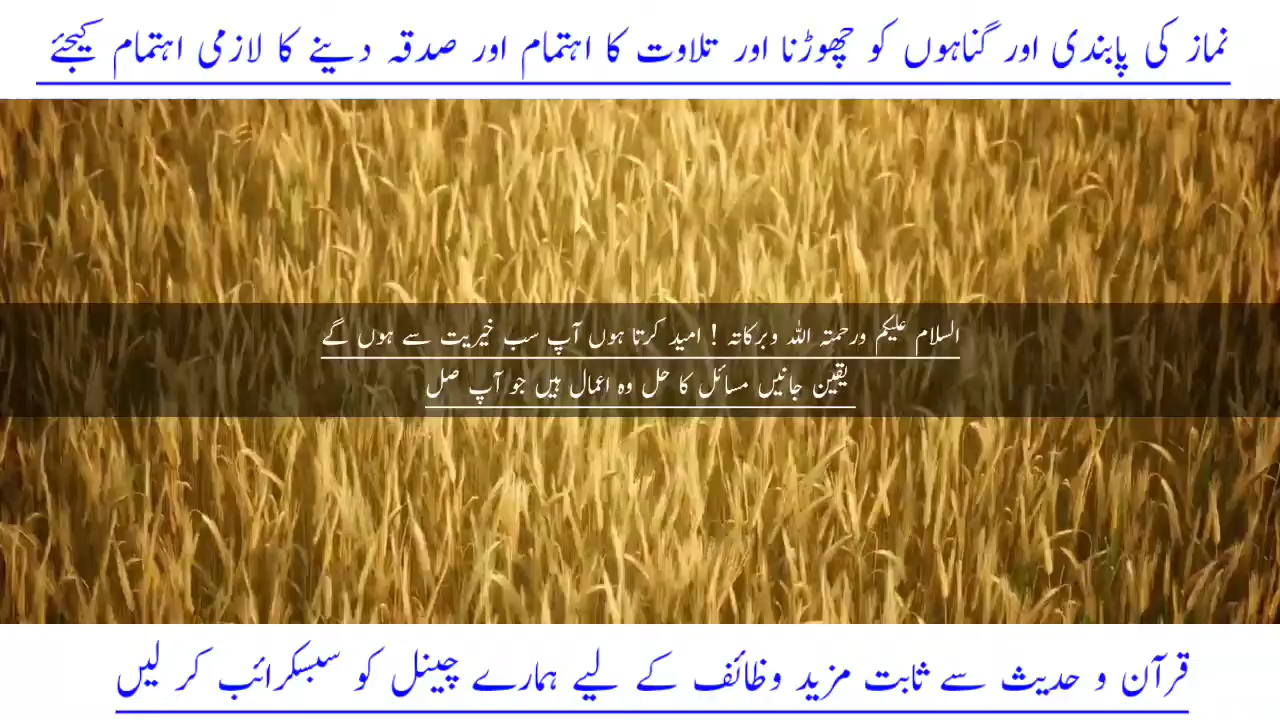 نماز کی پابندی اور گناہوں کو چھوڑنا اور تلاوت کا اہتمام اور صدقہ دینے کا لازمی اہتمام کیجئے
السلام علیکم ورحمتہ اللہ وبرکاتہ ! امید کرتا ہوں آپ سب خیریت سے ہوں گے
یقین جانیں مسائل کا حل وہ اعمال ہیں جو آپ صل
قرآن و حدیث سے ثابت مزید وظائف کے لیے ہمارے چینل کو سبسکرائب کر لیں